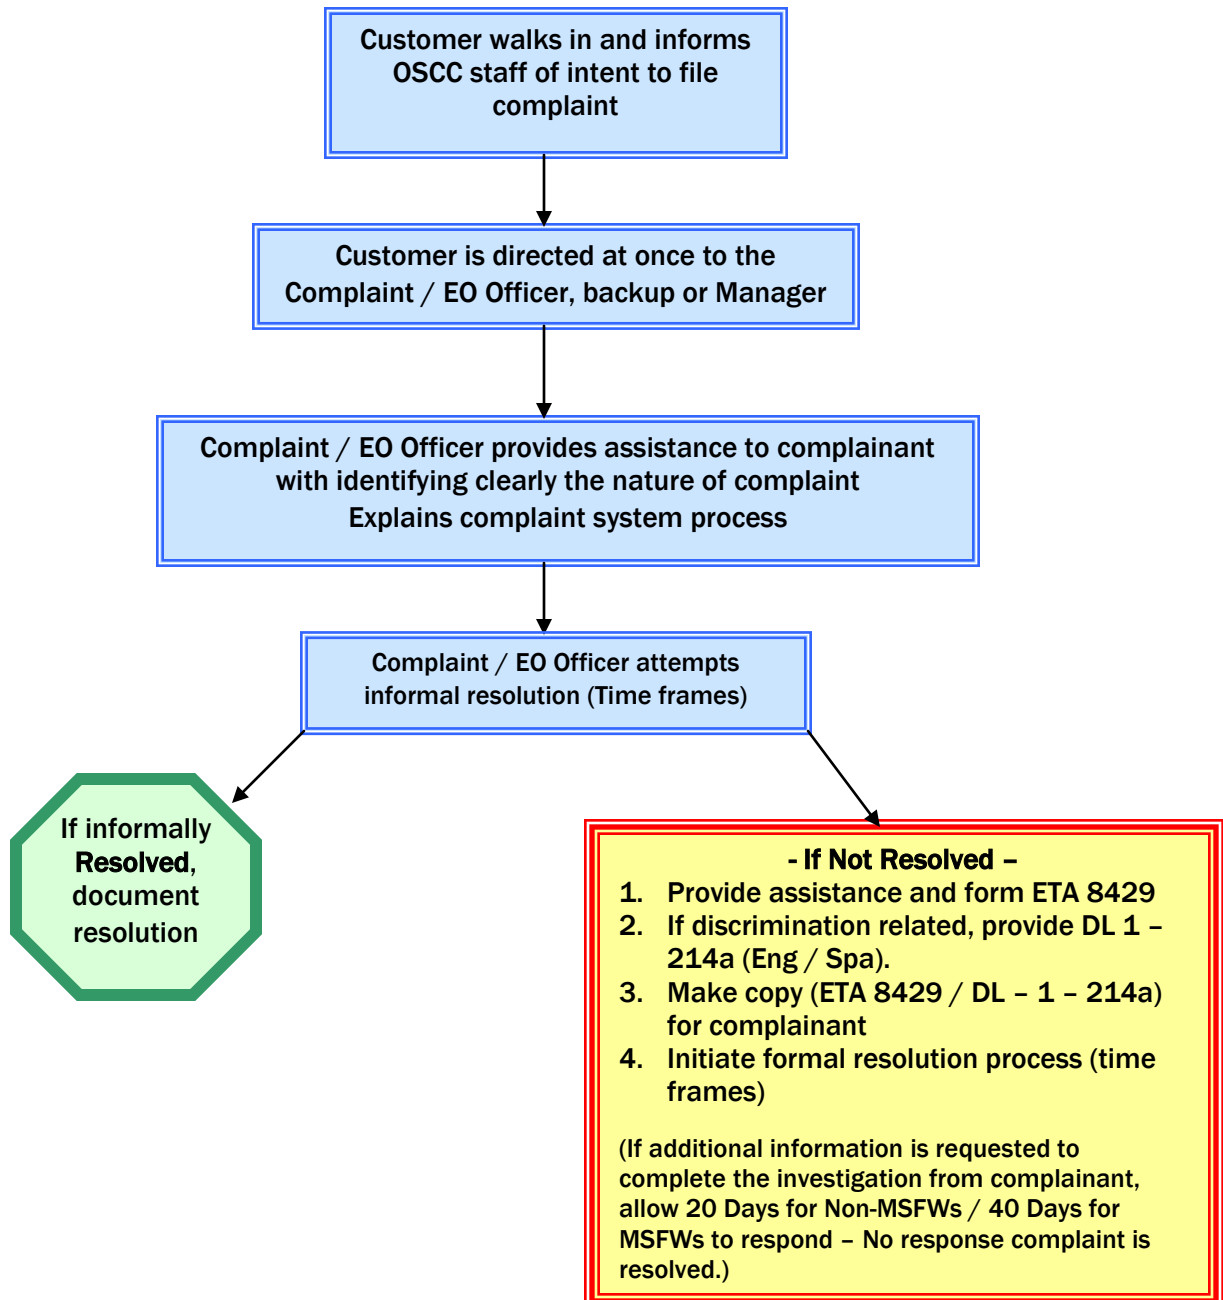 Customer walks in and informs
OSCC staff of intent to file
complaint
Customer is directed at once to the
Complaint / EO Officer, backup or Manager
Complaint / EO Officer provides assistance to complainant
with identifying clearly the nature of complaint
Explains complaint system process
Complaint / EO Officer attempts
informal resolution (Time frames)
If informally
Resolved,
document
resolution
- If Not Resolved –
1. Provide assistance and form ETA 8429
2. If discrimination related, provide DL 1 –
214a (Eng / Spa).
3. Make copy (ETA 8429 / DL – 1 – 214a)
for complainant
4. Initiate formal resolution process (time
frames)
(If additional information is requested to
complete the investigation from complainant,
allow 20 Days for Non-MSFWs / 40 Days for
MSFWs to respond – No response complaint is
resolved.)